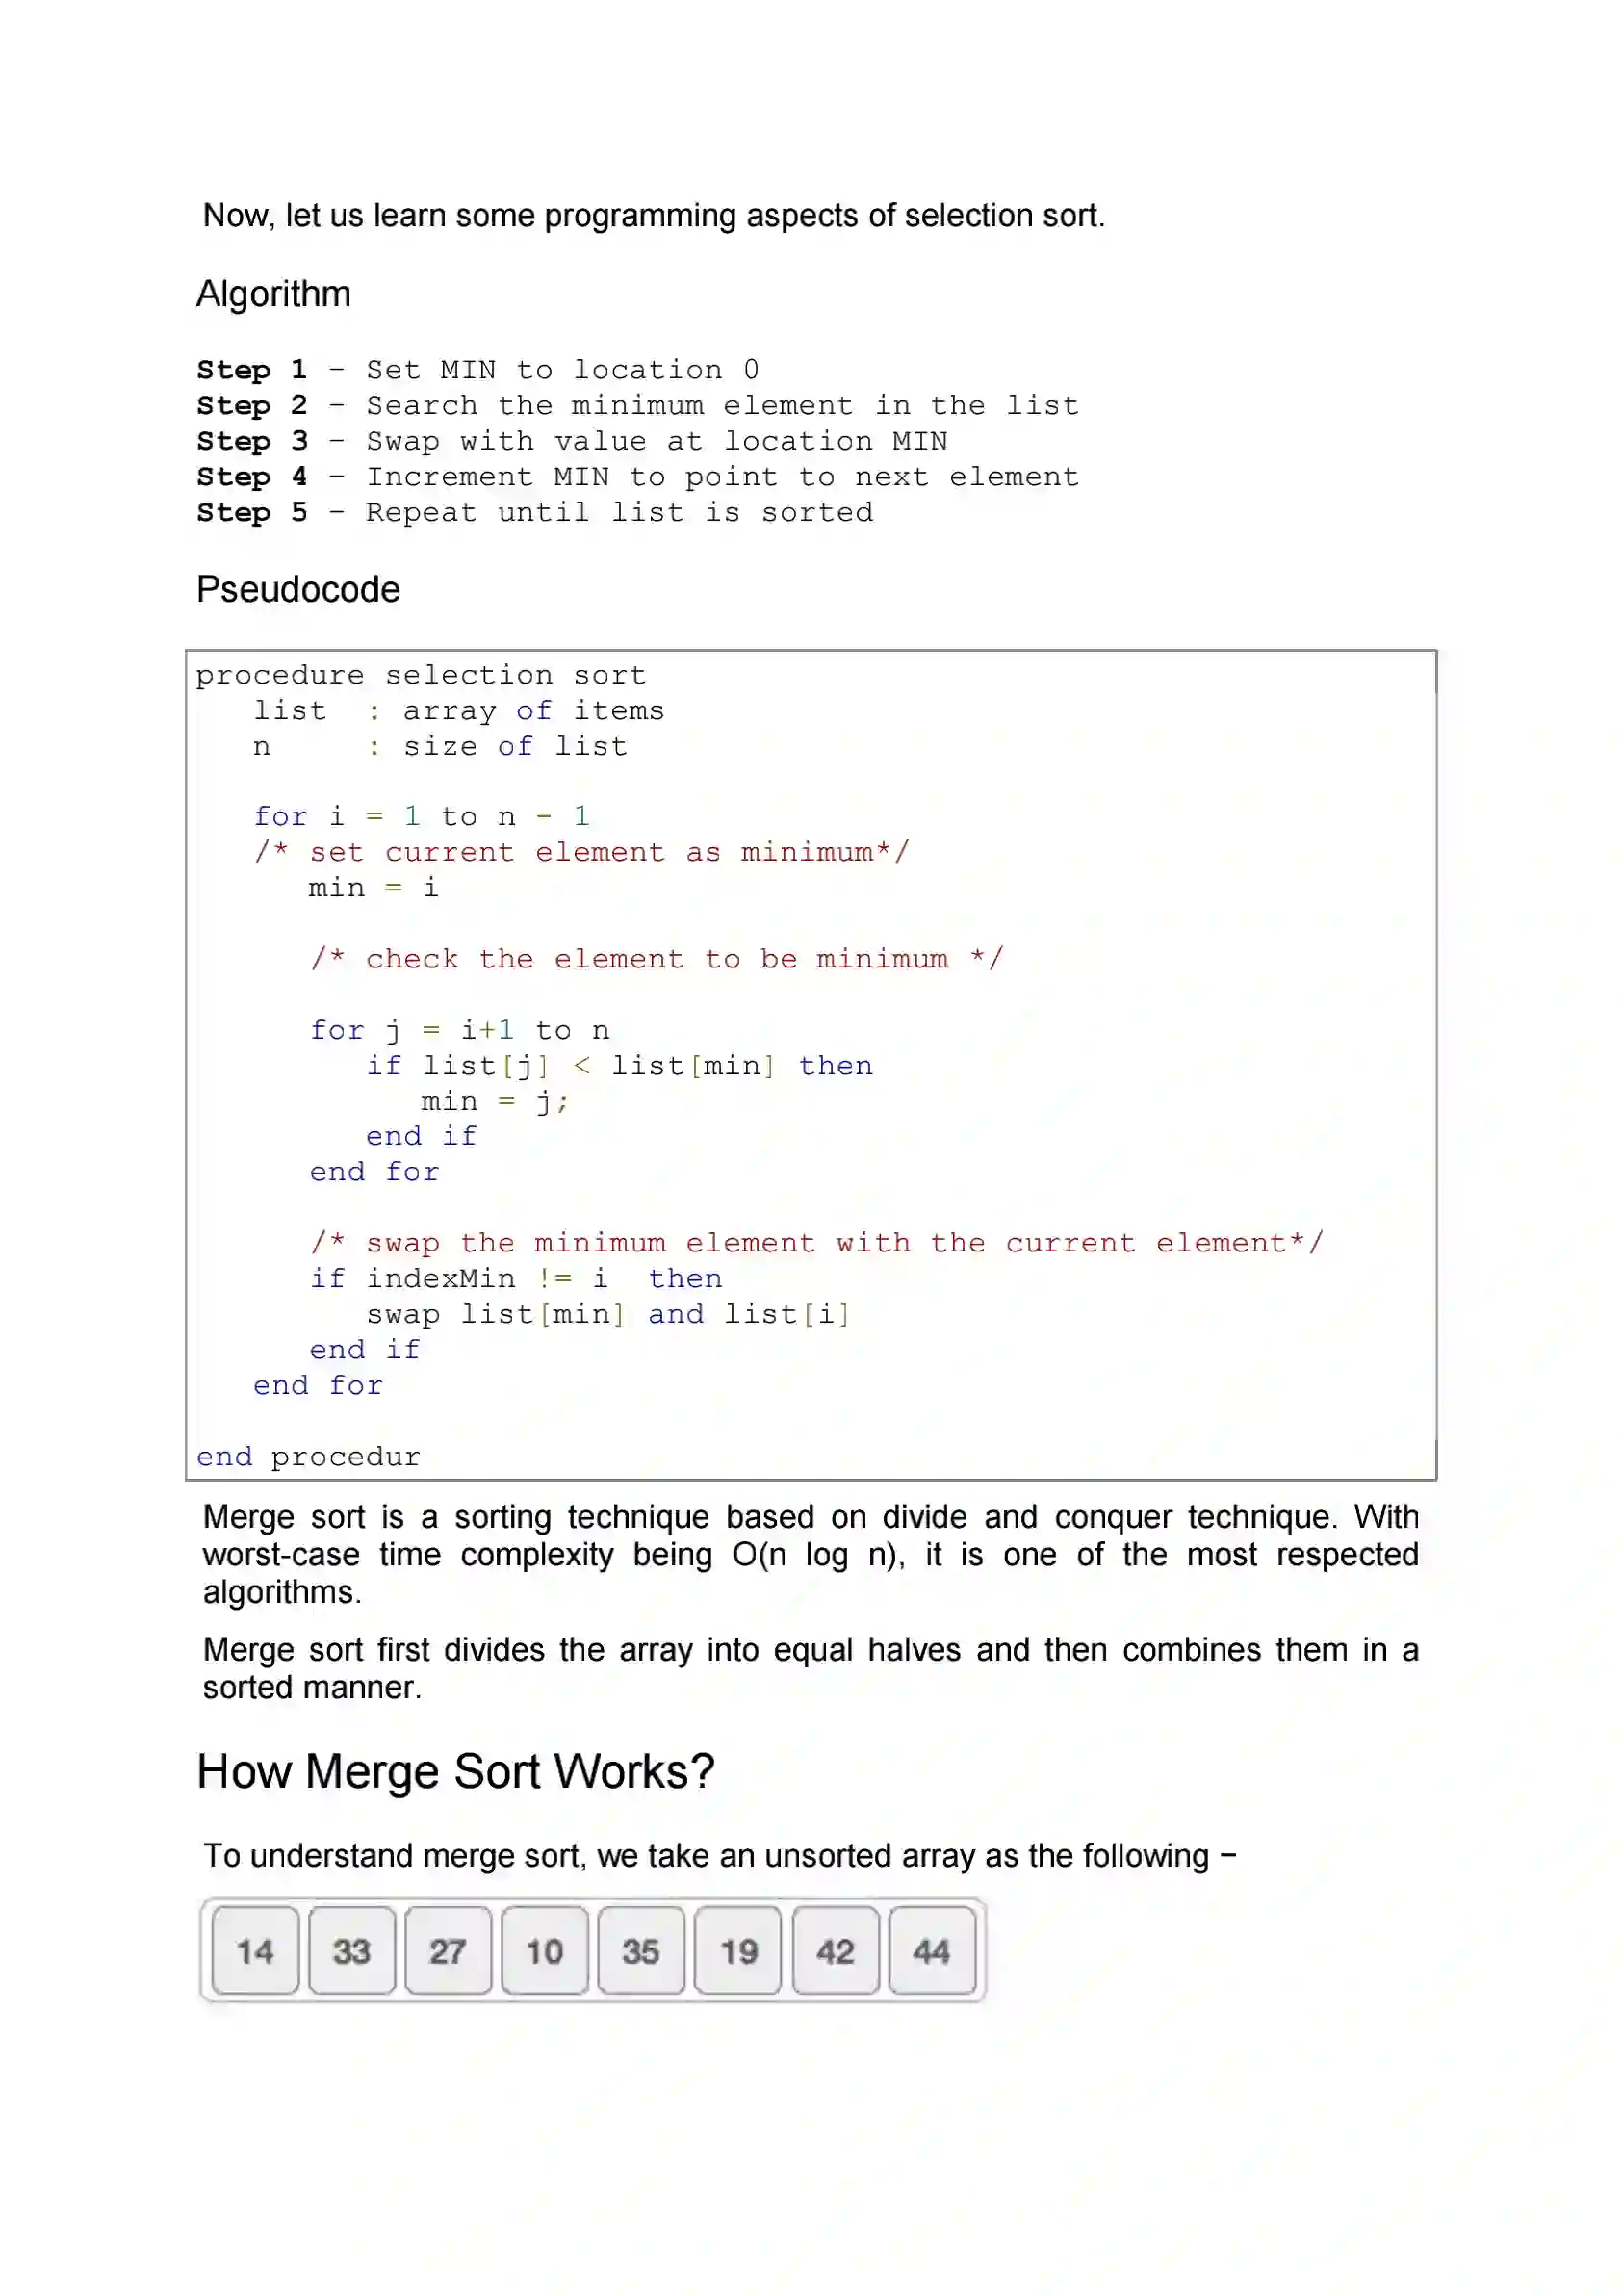 Now, let us learn some programming aspects of selection sort.
Algorithm
Step 1 − Set MIN to location 0
Step 2 − Search the minimum element in the list
Step 3 − Swap with value at location MIN
Step 4 − Increment MIN to point to next element
Step 5 − Repeat until list is sorted
Pseudocode
procedure selection sort
   list  : array of items
   n     : size of list
   for i = 1 to n - 1
   /* set current element as minimum*/
      min = i
      /* check the element to be minimum */
      for j = i+1 to n
         if list[j] < list[min] then
            min = j;
         end if
      end for
      /* swap the minimum element with the current element*/
      if indexMin != i  then
         swap list[min] and list[i]
      end if
   end for
end procedur
Merge sort is a sorting technique based on divide and conquer technique. With
worst-case time complexity being Ο(n log n), it is one of the most respected
algorithms.
Merge sort first divides the array into equal halves and then combines them in a
sorted manner.
How Merge Sort Works?
To understand merge sort, we take an unsorted array as the following −
14 33 27 10 35 19 42 44